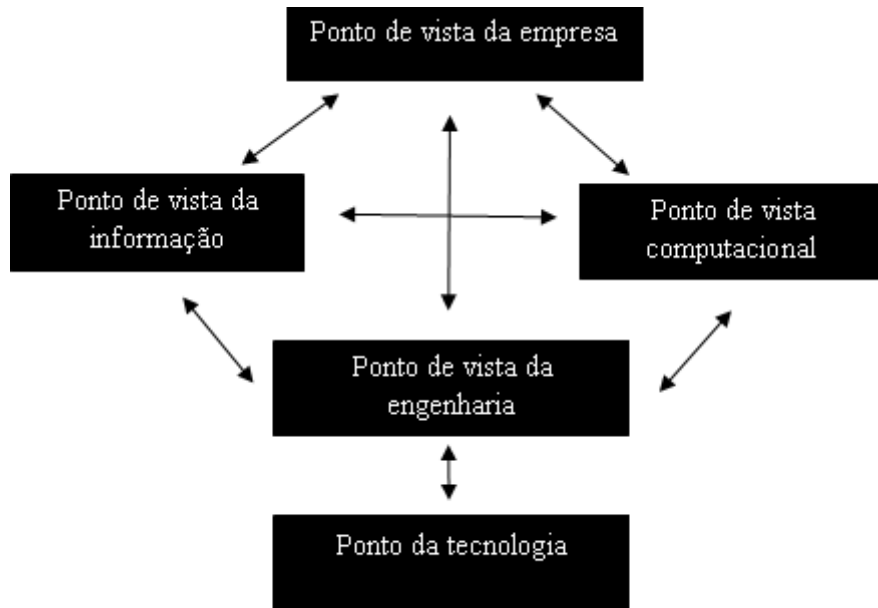 Ponto de vista da empresa
Ponto de vista da
informação
Ponto de vista
computacional
Ponto de vista da
engenharia
Ponto da tecnologia